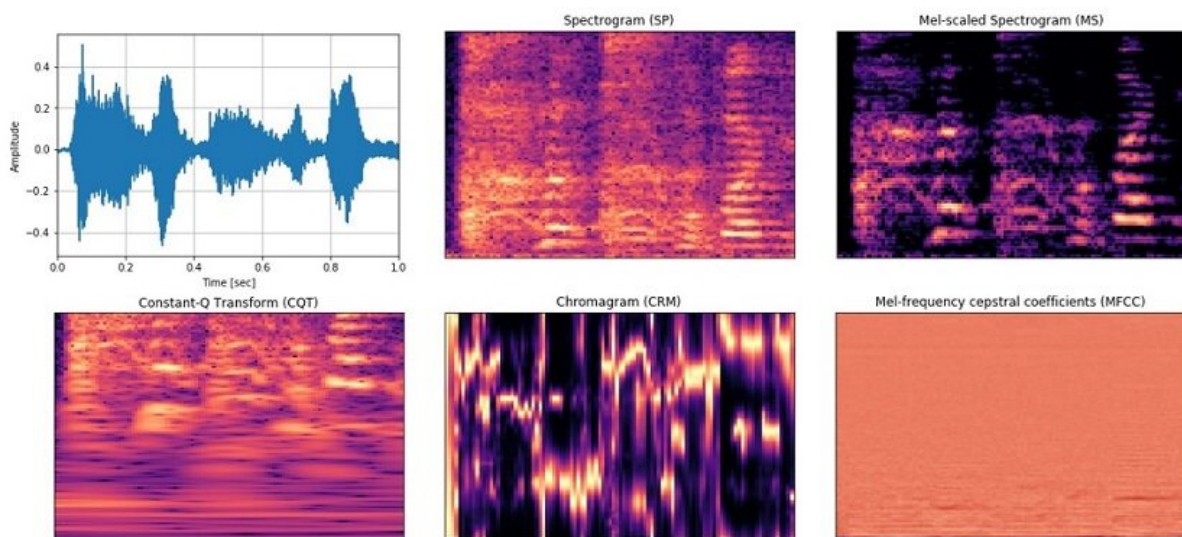 Spectrogram (SP)
Mel-scaled Spectrogram (MS)
0.4
0.2
0.0
−0.2
−0.4
Amplitude
0.0 0.2 0.4 0.6 0.8 1.0
Time [sec]
Constant-Q Transform (CQT)
Chromagram (CRM)
Mel-frequency cepstral coefficients (MFCC)